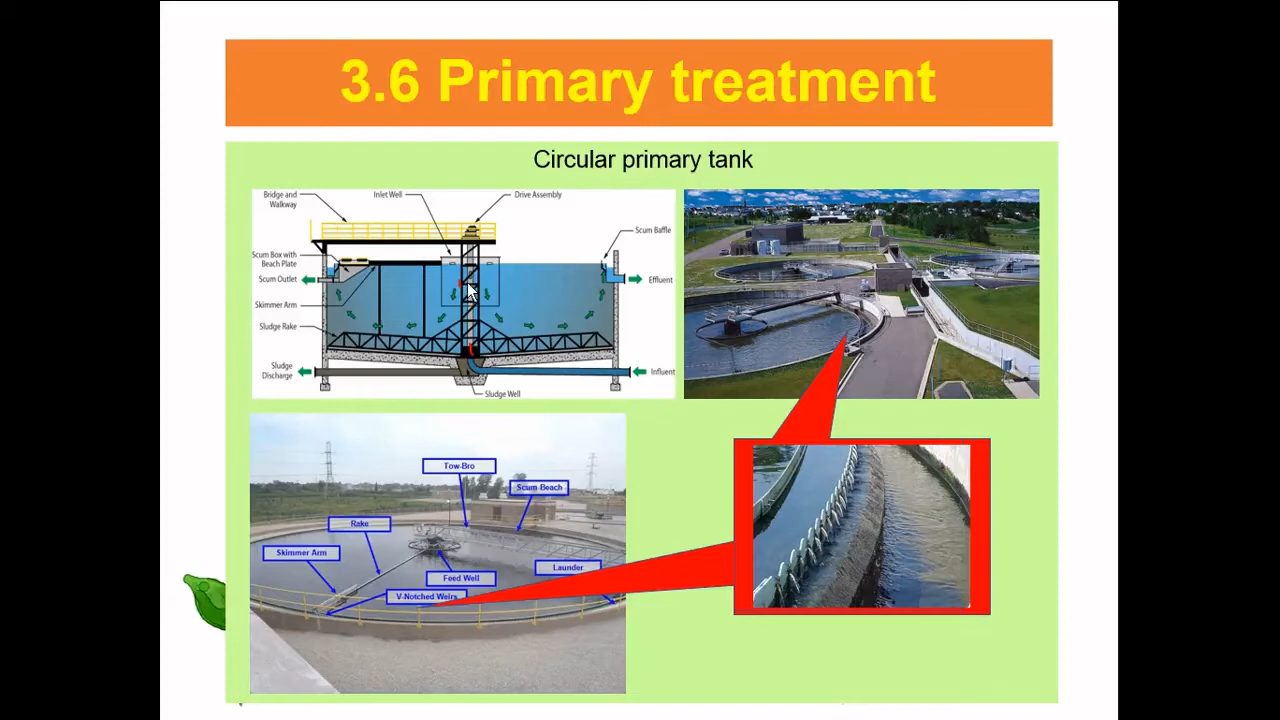 3.6 Primary treatment
Circular primary tank
Bridge and
Walkway
Inlet Well
Drive Assembly
Scum Baffle
Scum Box with
Beach Plate
Scum Outlet
Effluent
Skimmer Arm
Sludge Rake
Sludge
Discharge
Influent
Sludge Well
Tow-Bro
Scum Beach
Rake
Skimmer Arm
Launder
Feed Well
V-Notched Weirs